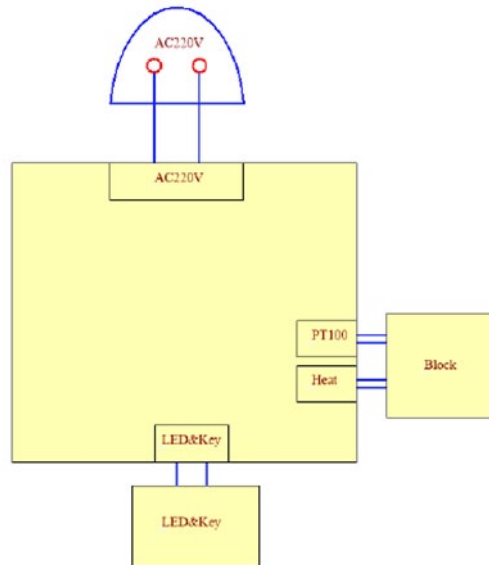 AC220V
AC220V
PT100
Block
Heat
LED&Key
LED&Key